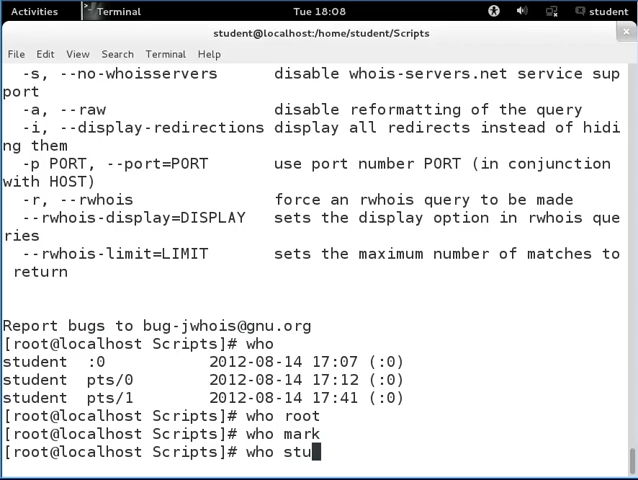 Activities Terminal Tue 18:08 student
student@localhost:/home/student/Scripts
File Edit View Search Terminal Help
-s, --no-whoisservers disable whois-servers.net service sup
port
-a, --raw disable reformatting of the query
-i, --display-redirections display all redirects instead of hidi
ng them
-p PORT, --port=PORT use port number PORT (in conjunction
with HOST)
-r, --rwhois force an rwhois query to be made
--rwhois-display=DISPLAY sets the display option in rwhois que
ries
--rwhois-limit=LIMIT sets the maximum number of matches to
return
Report bugs to bug-jwhois@gnu.org
[root@localhost Scripts]# who
student :0 2012-08-14 17:07 (:0)
student pts/0 2012-08-14 17:12 (:0)
student pts/1 2012-08-14 17:41 (:0)
[root@localhost Scripts]# who root
[root@localhost Scripts]# who mark
[root@localhost Scripts]# who stu